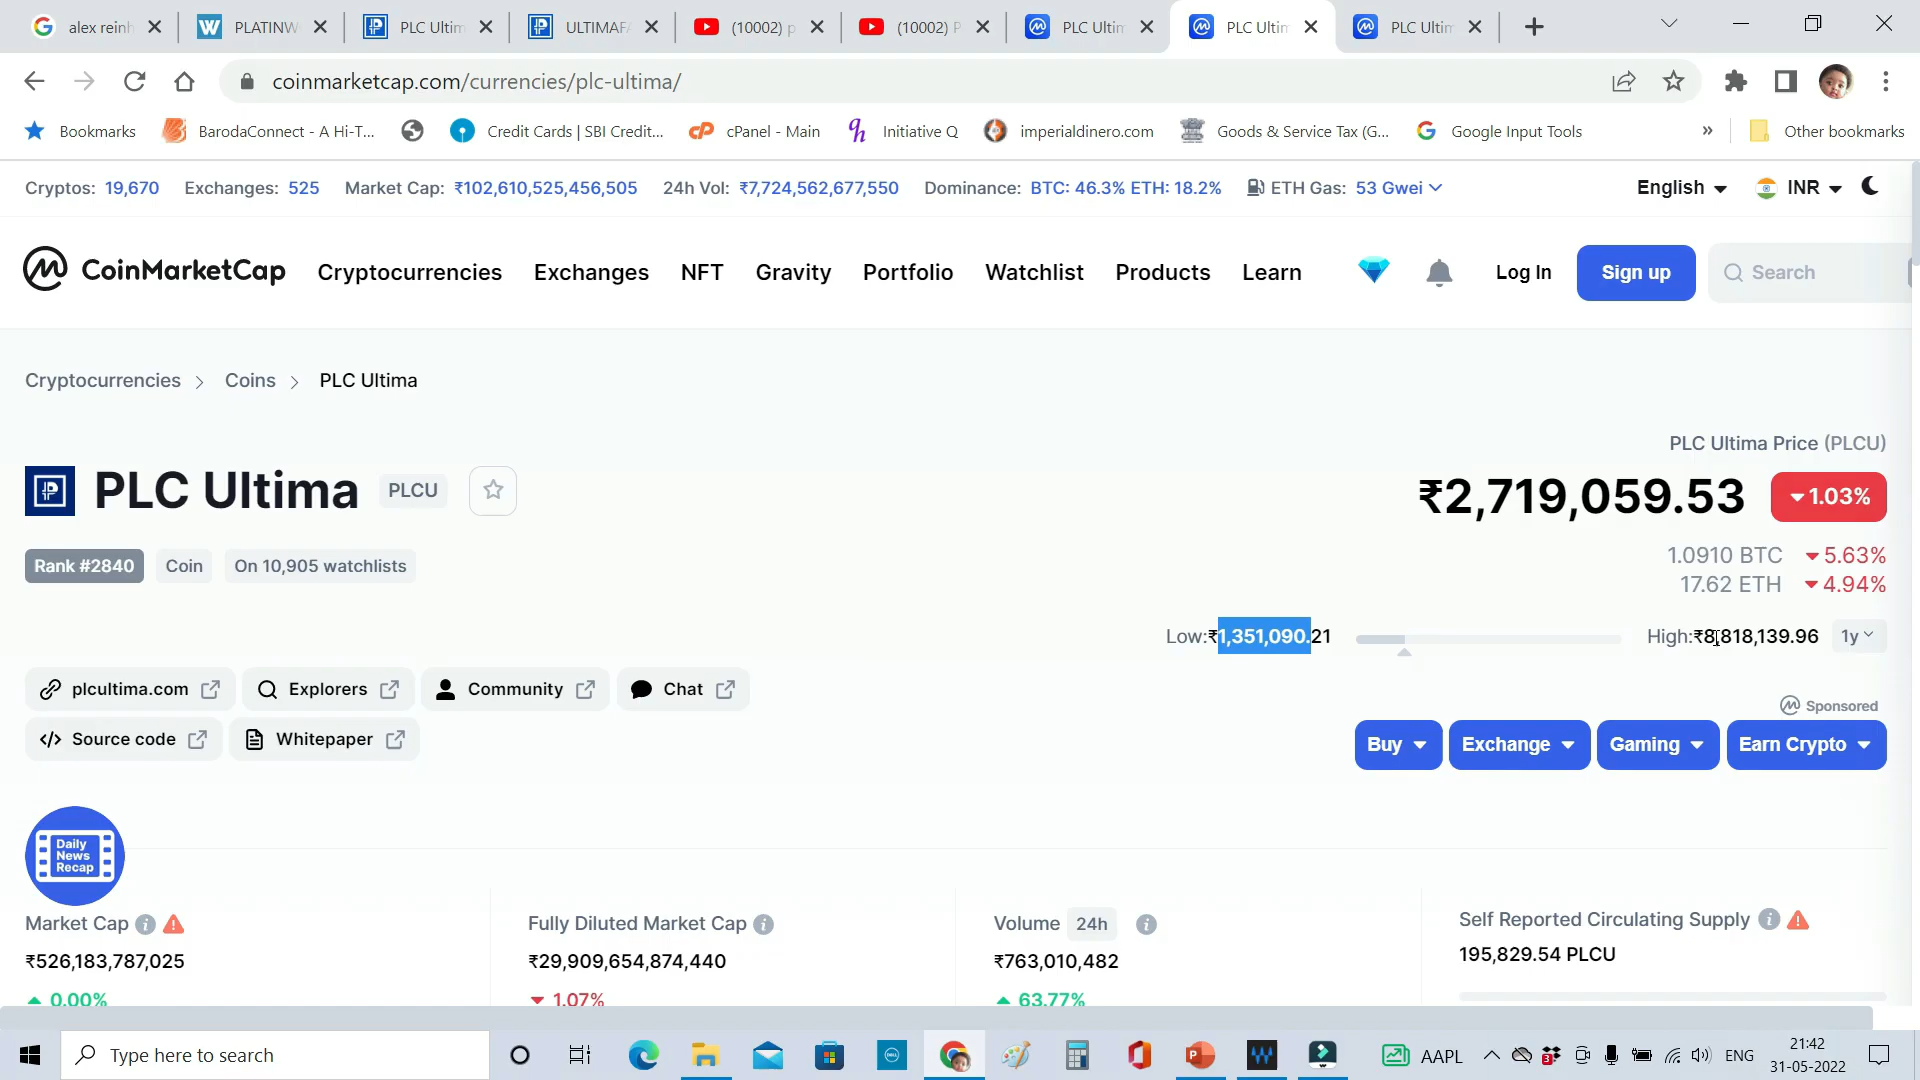 alex reinh
PLATINW
PLC Ultim
ULTIMAFA
(10002) p
(10002) P
PLC Ultim
PLC Ultim
PLC Ultim
coinmarketcap.com/currencies/plc-ultima/
Bookmarks
BarodaConnect - A Hi-T...
Credit Cards | SBI Credit...
cPanel - Main
Initiative Q
imperialdinero.com
Goods & Service Tax (G...
Google Input Tools
»
Other bookmarks
Cryptos: 19,670 Exchanges: 525 Market Cap: ₹102,610,525,456,505 24h Vol: ₹7,724,562,677,550 Dominance: BTC: 46.3% ETH: 18.2% ETH Gas: 53 Gwei
English INR
CoinMarketCap Cryptocurrencies Exchanges NFT Gravity Portfolio Watchlist Products Learn Log In Sign up Search
Cryptocurrencies > Coins > PLC Ultima
PLC Ultima Price (PLCU)
PLC Ultima PLCU
₹2,719,059.53 1.03%
Rank #2840 Coin On 10,905 watchlists
1.0910 BTC 5.63%
17.62 ETH 4.94%
Low:₹1,351,090.21 High:₹8,818,139.96 1y
plcultima.com Explorers Community Chat
Source code Whitepaper
Sponsored
Buy Exchange Gaming Earn Crypto
Daily
News
Recap
Market Cap
₹526,183,787,025
0.00%
Fully Diluted Market Cap
₹29,909,654,874,440
1.07%
Volume 24h
₹763,010,482
63.77%
Self Reported Circulating Supply
195,829.54 PLCU
Type here to search
DELL
3
AAPL
ENG
21:42
31-05-2022